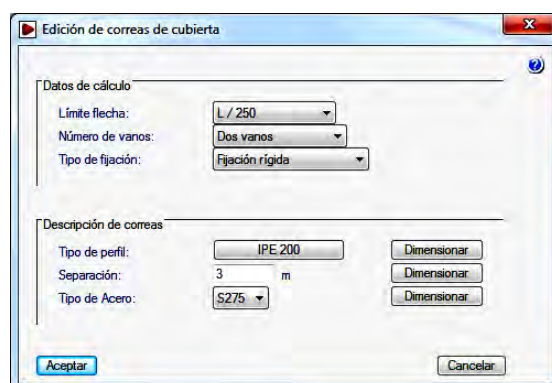 Edición de correas de cubierta
Datos de cálculo
Límite flecha: L / 250
Número de vanos: Dos vanos
Tipo de fijación: Fijación rígida
Descripción de correas
Tipo de perfil: IPE 200 Dimensionar
Separación: 3 m Dimensionar
Tipo de Acero: S275 Dimensionar
Aceptar Cancelar